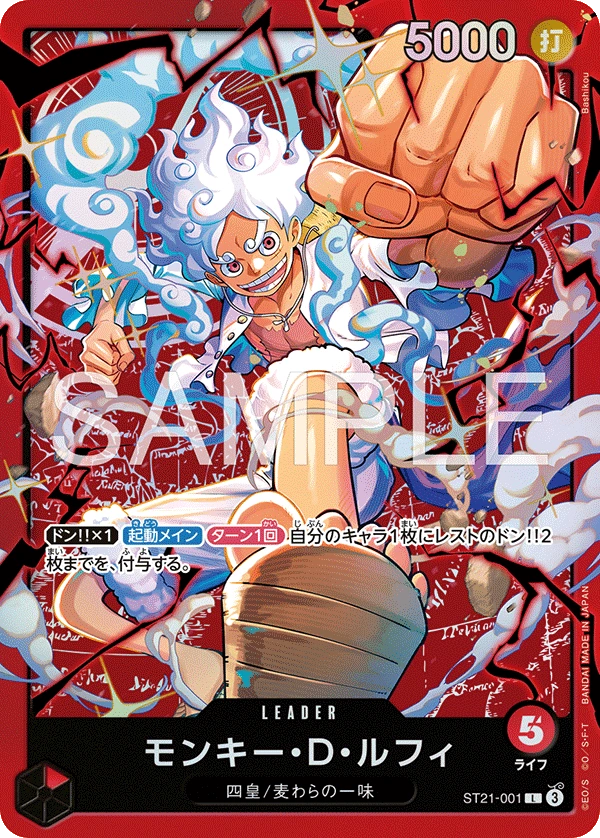 5000 打
Bashikou
SAMPLE
ドン!!×1 起動メイン ターン1回 自分のキャラ1枚にレストのドン!!2
枚までを、付与する。
LEADER
モンキー・D・ルフィ
四皇/麦わらの一味
5
ライフ
ST21-001 L 3
©E/S ©O/S・F・T BANDAI MADE IN JAPAN